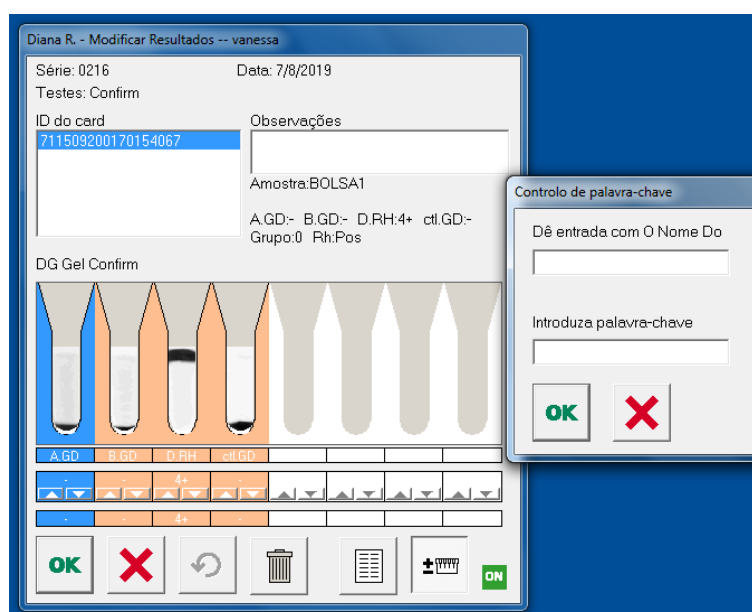 Diana R. - Modificar Resultados -- vanessa
Série: 0216 Data: 7/8/2019
Testes: Confirm
ID do card Observações
711509200170154067
Amostra:BOLSA1
A.GD:- B.GD:- D.RH:4+ ctl.GD:-
Grupo:0 Rh:Pos
DG Gel Confirm
A.GD B.GD D.RH ctl.GD
- - 4+ -
- - 4+ -
OK
ON
Controlo de palavra-chave
Dê entrada com O Nome Do
Introduza palavra-chave
OK